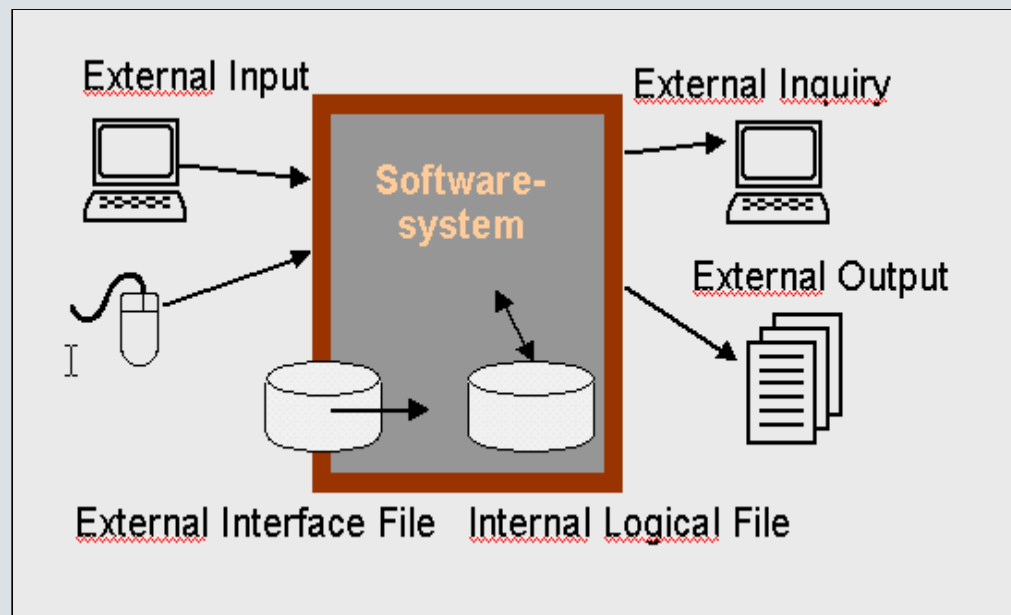 External Input
External Inquiry
Software-
system
External Output
External Interface File
Internal Logical File